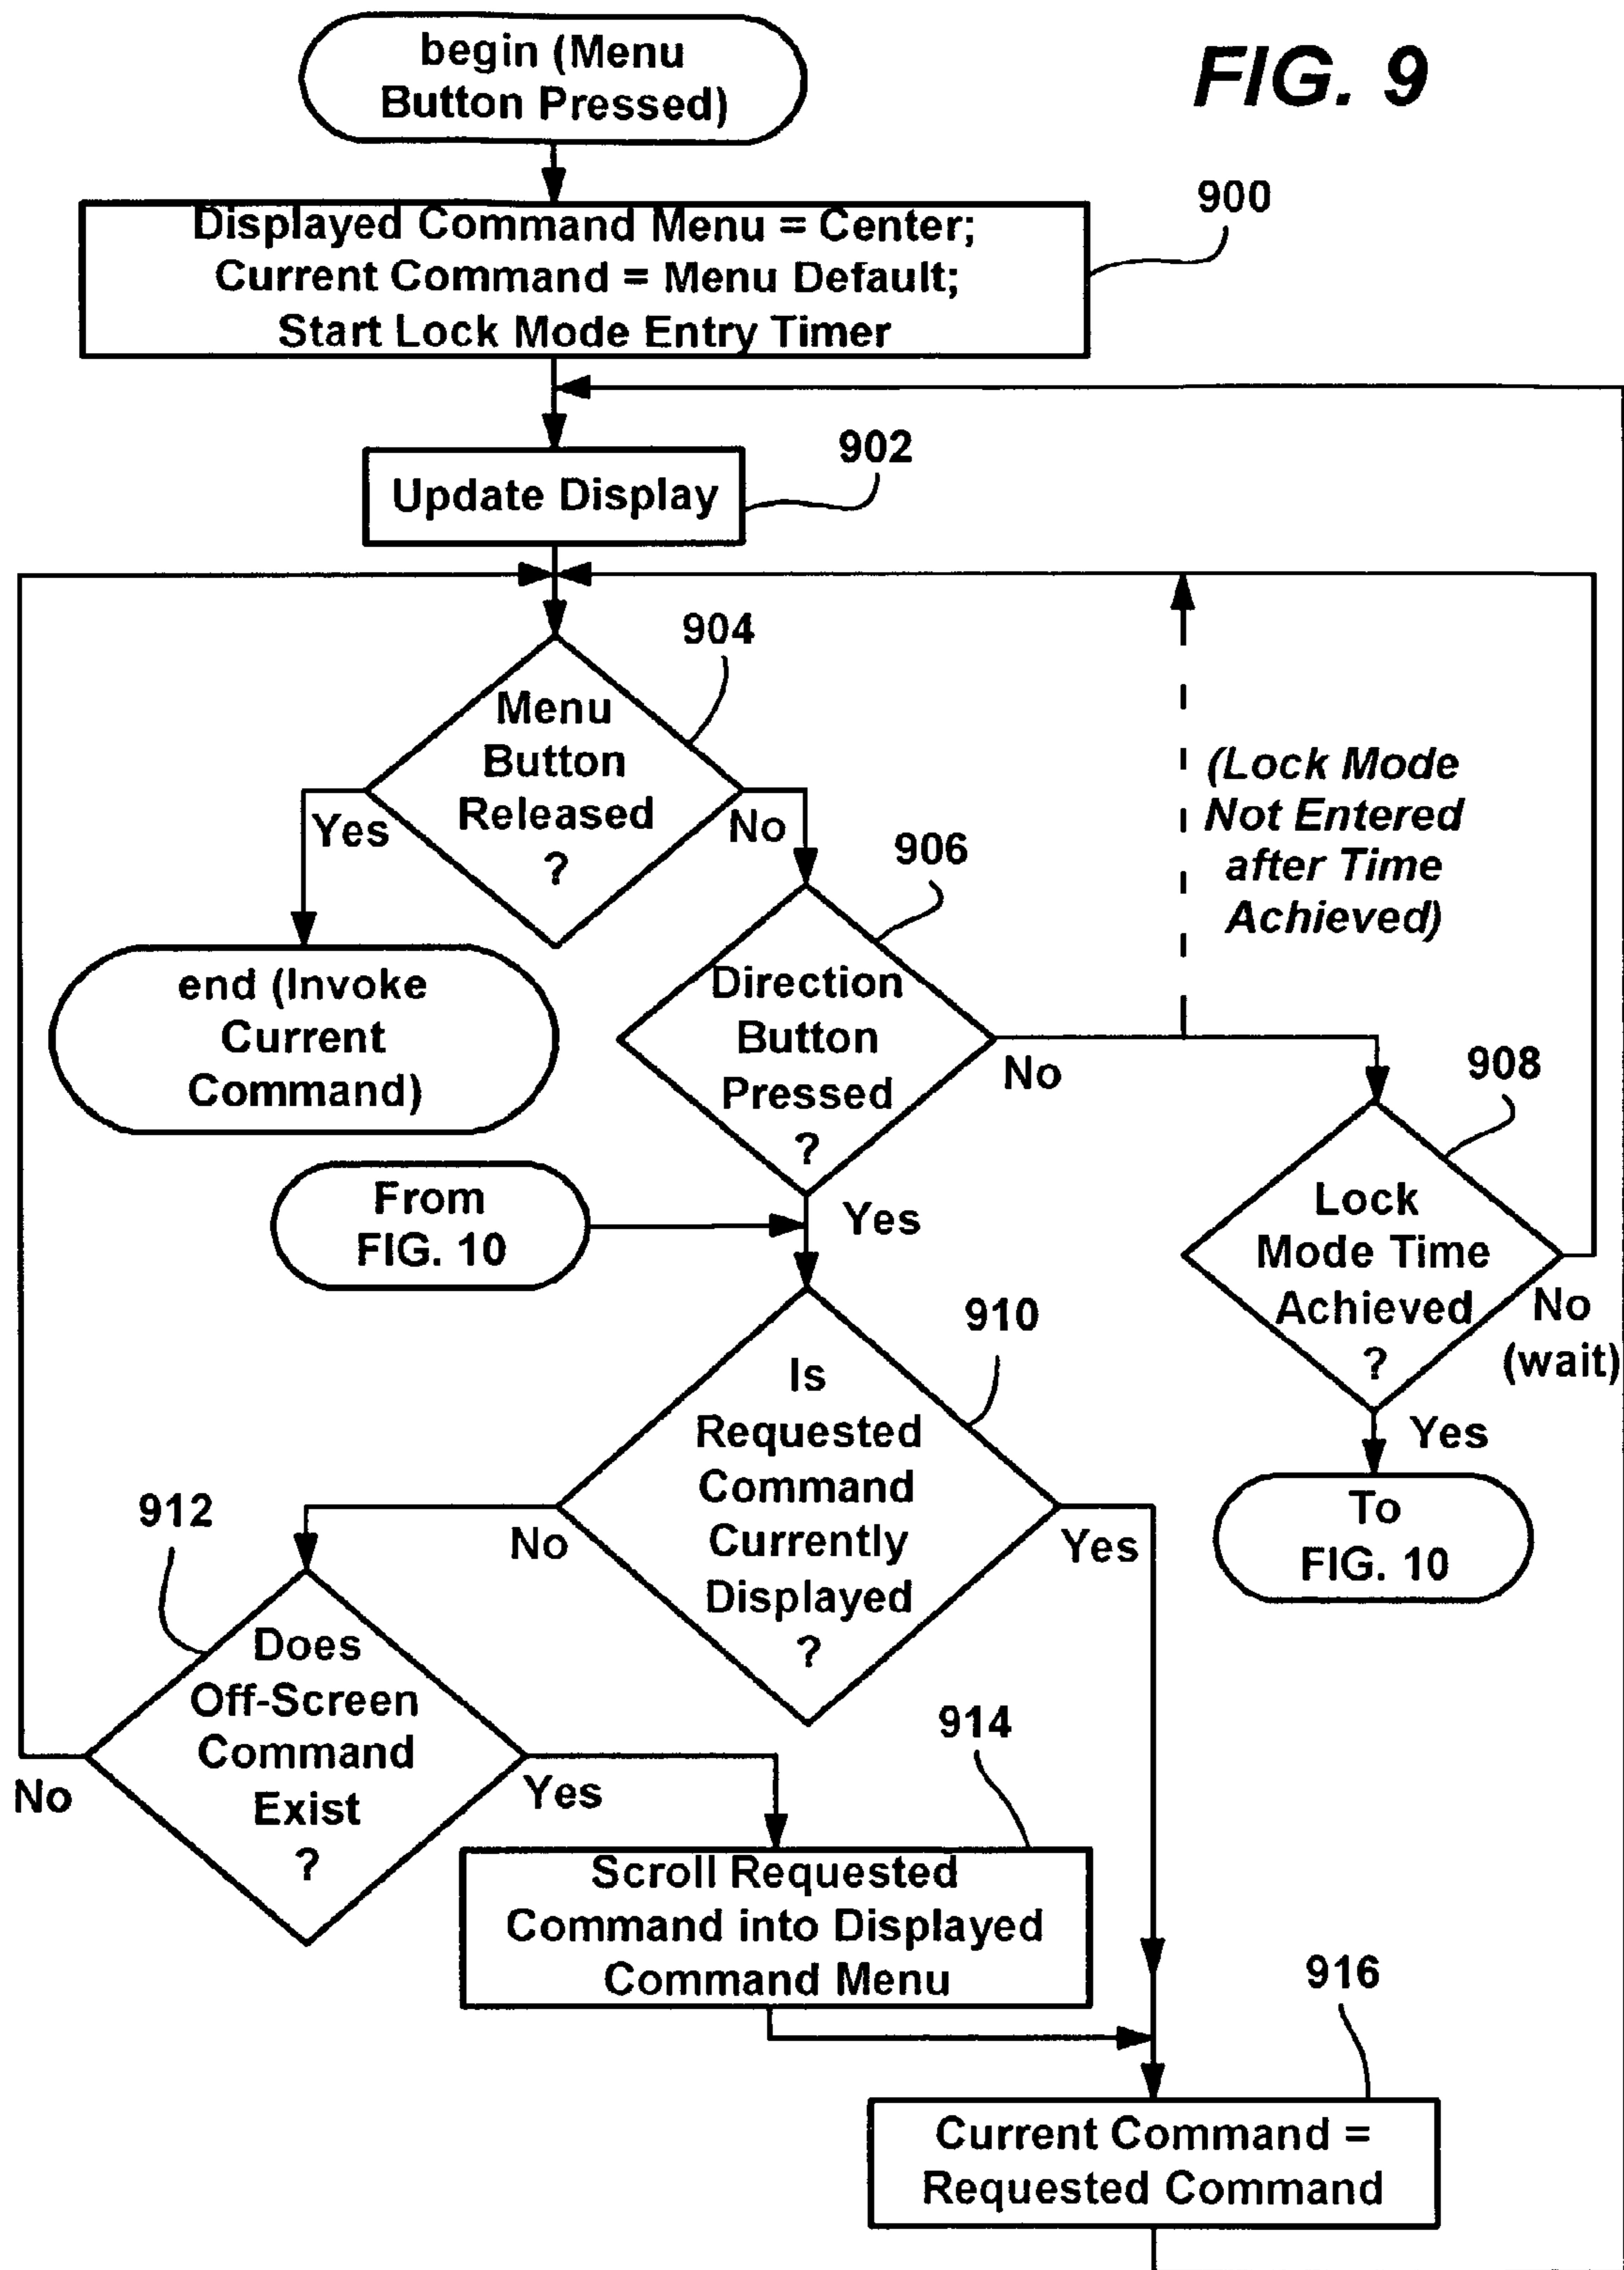 begin (Menu
Button Pressed)
FIG. 9
900
Displayed Command Menu = Center;
Current Command = Menu Default;
Start Lock Mode Entry Timer
902
Update Display
904
Menu
Button
Released
?
Yes
No
906
(Lock Mode
Not Entered
after Time
Achieved)
end (Invoke
Current
Command)
Direction
Button
Pressed
?
No
Yes
908
Lock
Mode Time
Achieved
?
No
(wait)
Yes
To
FIG. 10
From
FIG. 10
910
Is
Requested
Command
Currently
Displayed
?
No
Yes
912
Does
Off-Screen
Command
Exist
?
No
Yes
914
Scroll Requested
Command into Displayed
Command Menu
916
Current Command =
Requested Command